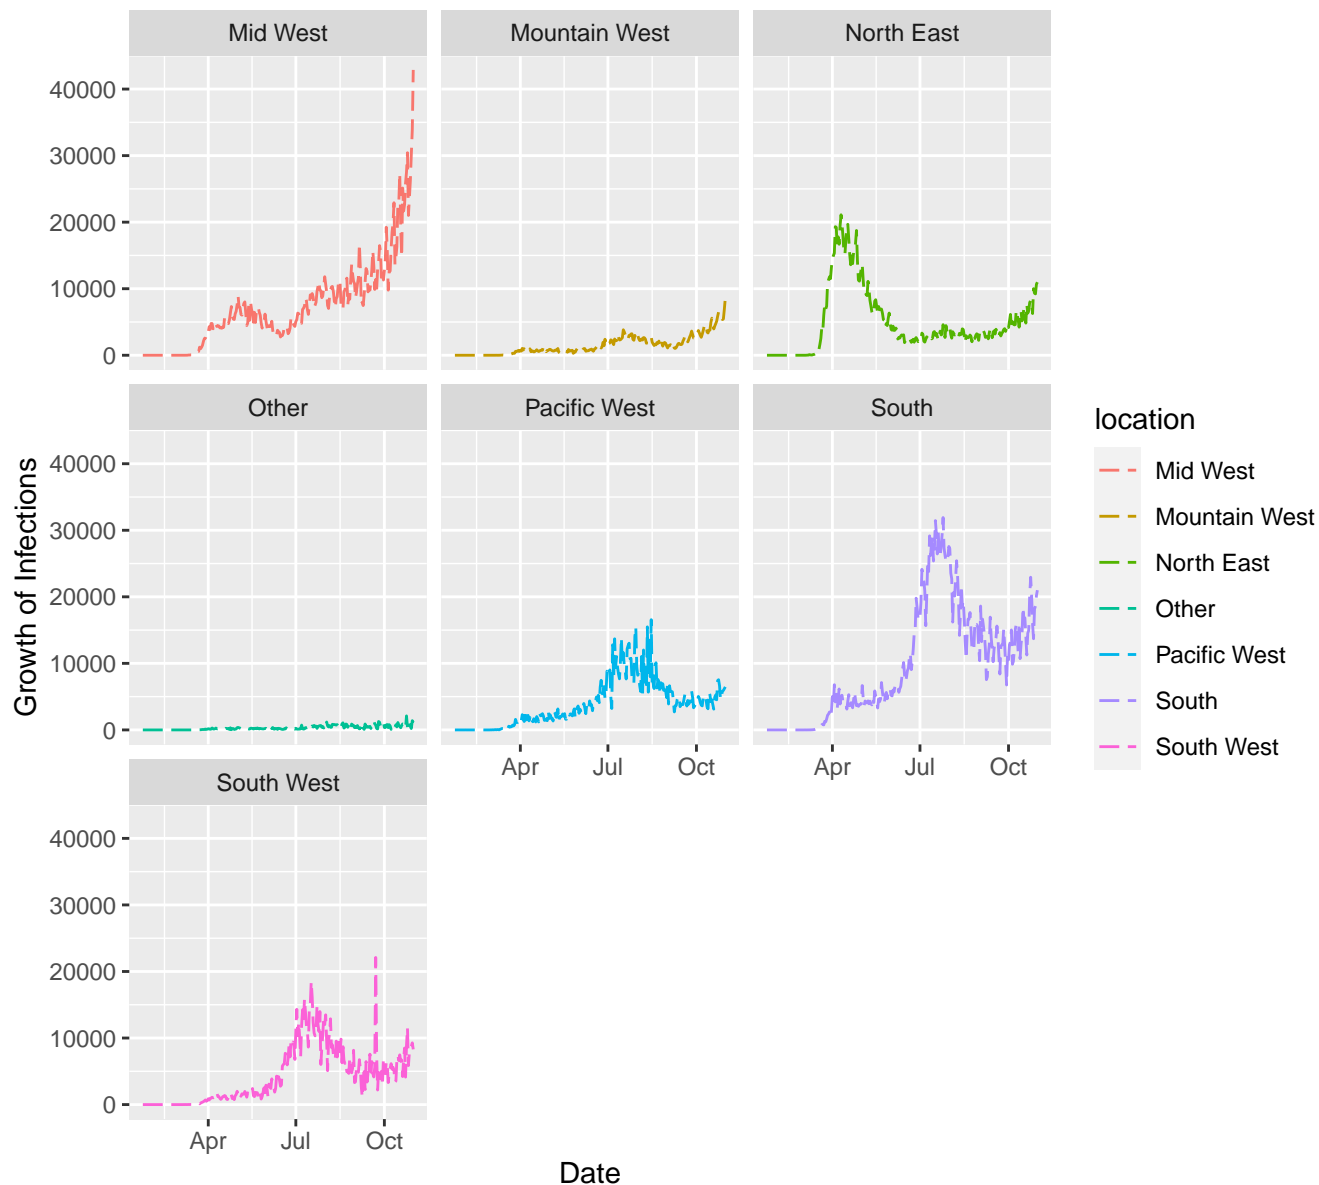 Mid West
Mountain West
North East
40000
30000
20000
10000
0
Other
Pacific West
South
40000
30000
20000
10000
0
Apr
Jul
Oct
Apr
Jul
Oct
South West
40000
30000
20000
10000
0
Apr
Jul
Oct
Date
Growth of Infections
location
Mid West
Mountain West
North East
Other
Pacific West
South
South West